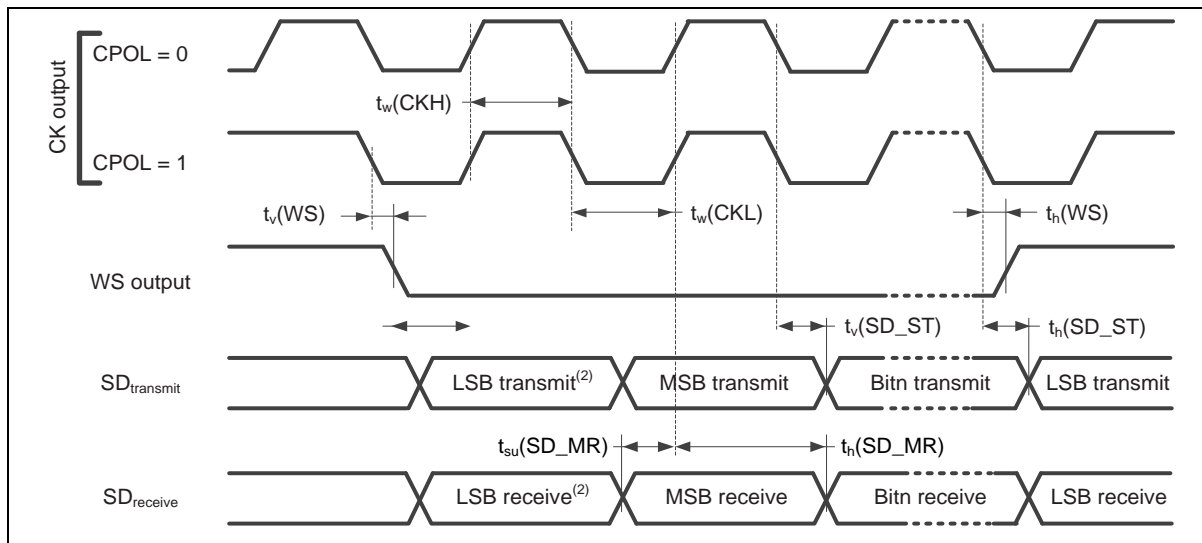 CK output
CPOL = 0
tw(CKH)
CPOL = 1
tv(WS)
tw(CKL)
th(WS)
WS output
tv(SD_ST)
th(SD_ST)
SDtransmit
LSB transmit(2)
MSB transmit
Bitn transmit
LSB transmit
tsu(SD_MR)
th(SD_MR)
SDreceive
LSB receive(2)
MSB receive
Bitn receive
LSB receive